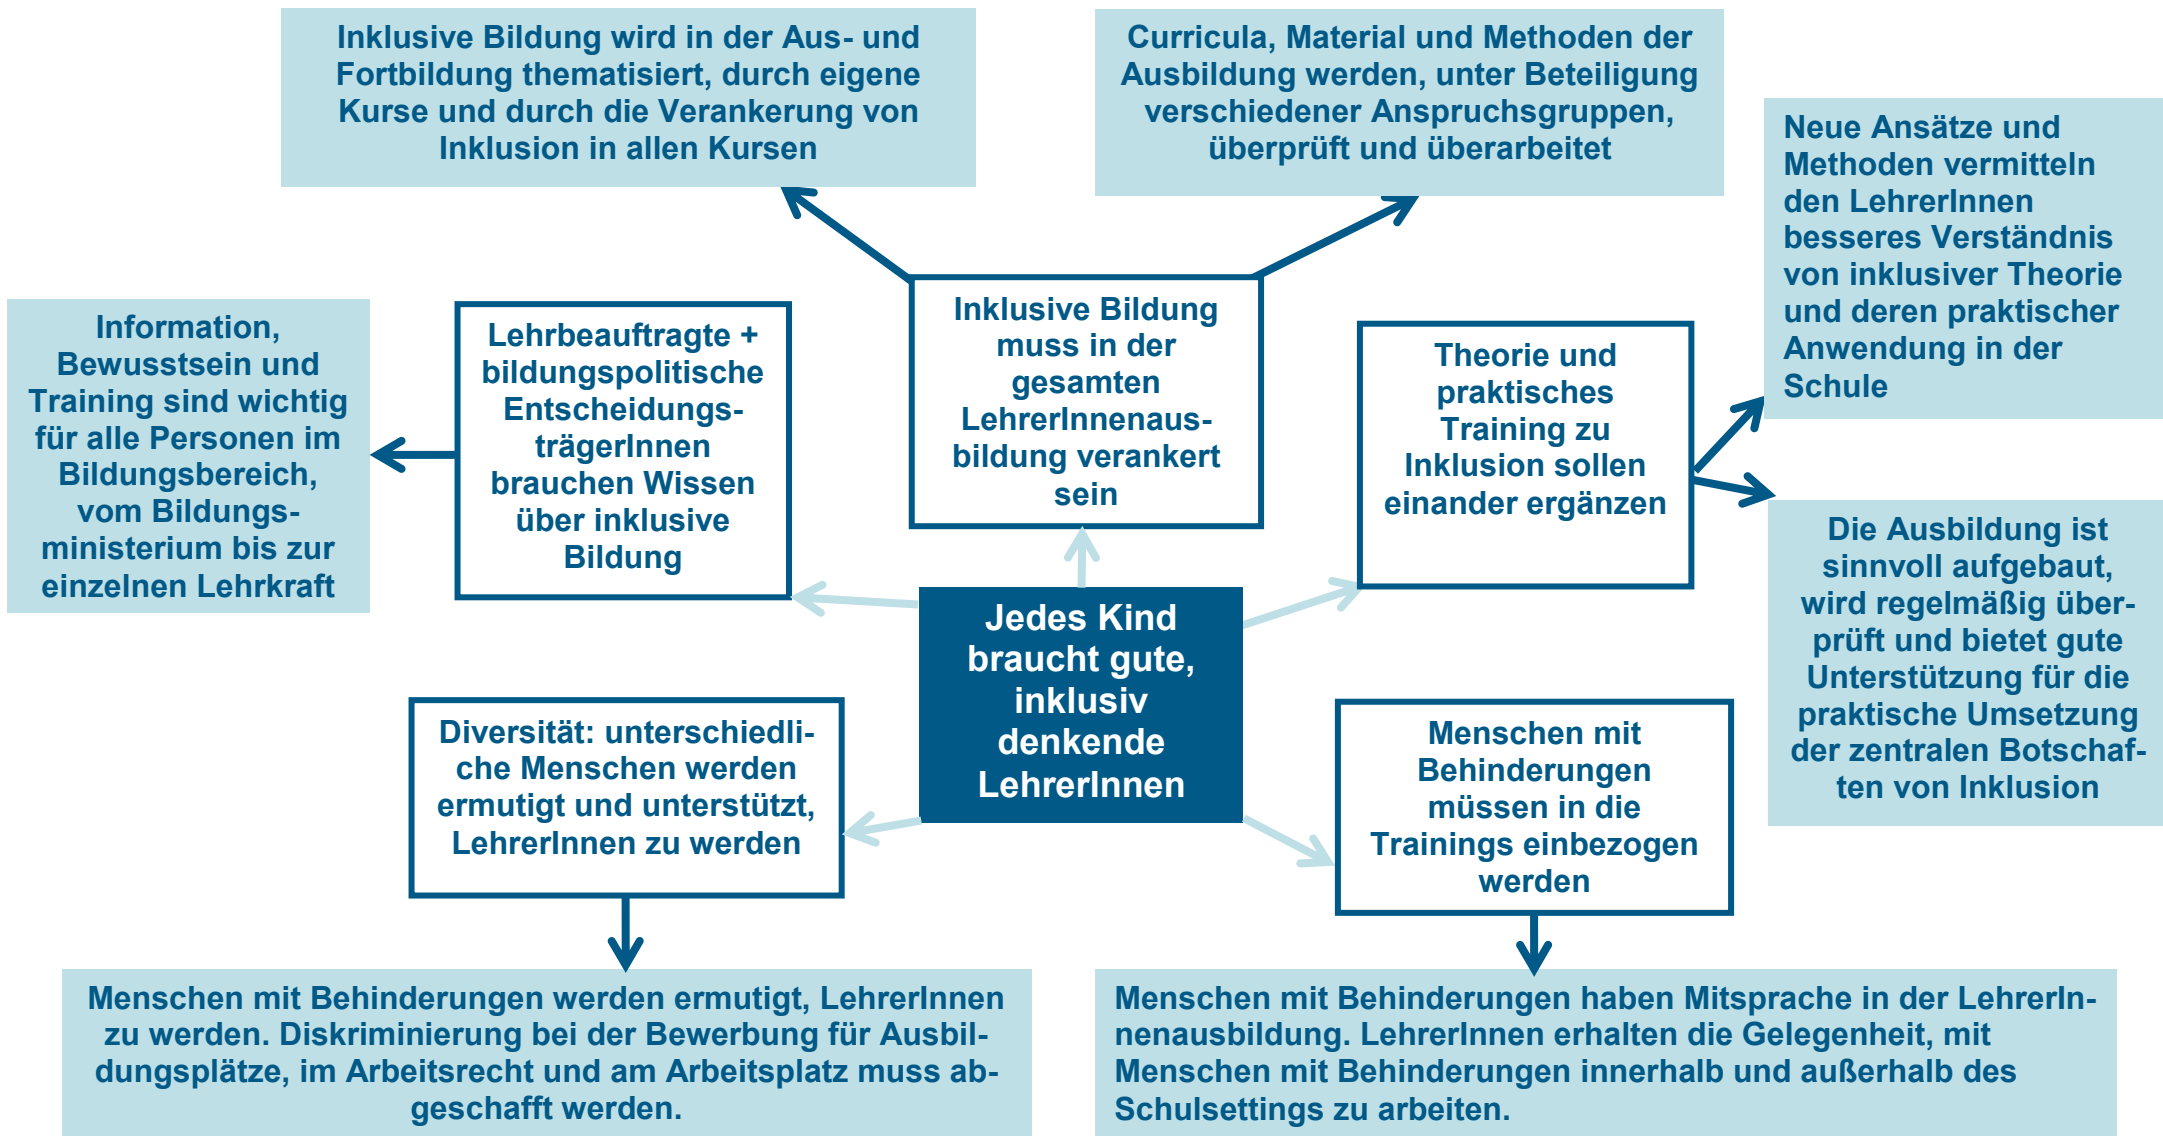 Inklusive Bildung wird in der Aus- und
Fortbildung thematisiert, durch eigene
Kurse und durch die Verankerung von
Inklusion in allen Kursen
Curricula, Material und Methoden der
Ausbildung werden, unter Beteiligung
verschiedener Anspruchsgruppen,
überprüft und überarbeitet
Neue Ansätze und
Methoden vermitteln
den LehrerInnen
besseres Verständnis
von inklusiver Theorie
und deren praktischer
Anwendung in der
Schule
Information,
Bewusstsein und
Training sind wichtig
für alle Personen im
Bildungsbereich,
vom Bildungs-
ministerium bis zur
einzelnen Lehrkraft
Lehrbeauftragte +
bildungspolitische
Entscheidungs-
trägerInnen
brauchen Wissen
über inklusive
Bildung
Inklusive Bildung
muss in der
gesamten
LehrerInnenaus-
bildung verankert
sein
Theorie und
praktisches
Training zu
Inklusion sollen
einander ergänzen
Die Ausbildung ist
sinnvoll aufgebaut,
wird regelmäßig über-
prüft und bietet gute
Unterstützung für die
praktische Umsetzung
der zentralen Botschaf-
ten von Inklusion
Jedes Kind
braucht gute,
inklusiv
denkende
LehrerInnen
Diversität: unterschiedli-
che Menschen werden
ermutigt und unterstützt,
LehrerInnen zu werden
Menschen mit
Behinderungen
müssen in die
Trainings einbezogen
werden
Menschen mit Behinderungen werden ermutigt, LehrerInnen
zu werden. Diskriminierung bei der Bewerbung für Ausbil-
dungsplätze, im Arbeitsrecht und am Arbeitsplatz muss ab-
geschafft werden.
Menschen mit Behinderungen haben Mitsprache in der LehrerIn-
nenausbildung. LehrerInnen erhalten die Gelegenheit, mit
Menschen mit Behinderungen innerhalb und außerhalb des
Schulsettings zu arbeiten.